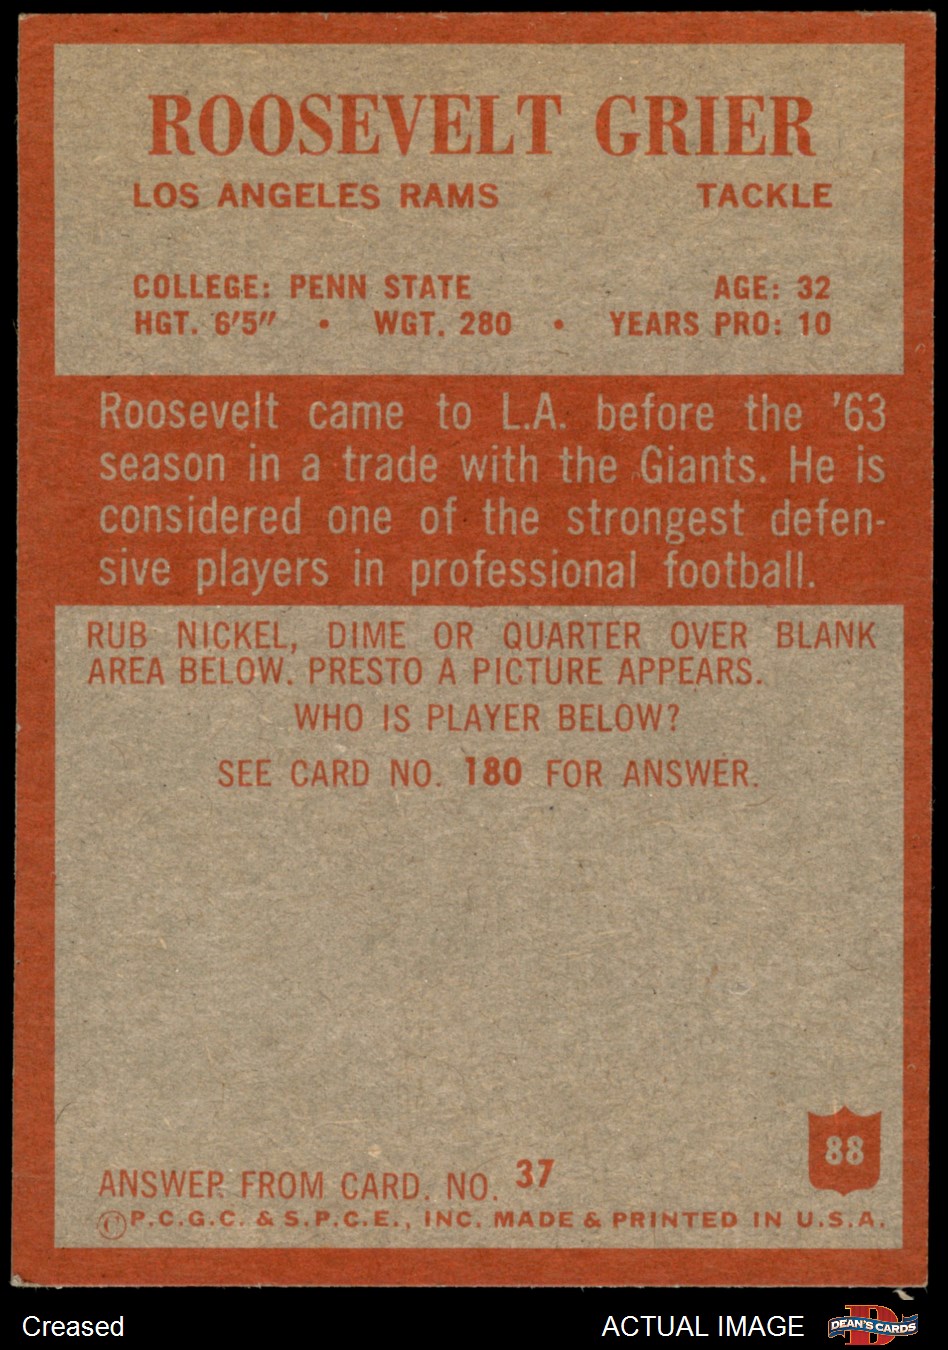 ROOSEVELT GRIER
LOS ANGELES RAMS TACKLE
COLLEGE: PENN STATE AGE: 32
HGT. 6'5" • WGT. 280 • YEARS PRO: 10
Roosevelt came to L.A. before the '63
season in a trade with the Giants. He is
considered one of the strongest defen-
sive players in professional football.
RUB NICKEL, DIME OR QUARTER OVER BLANK
AREA BELOW. PRESTO A PICTURE APPEARS.
WHO IS PLAYER BELOW?
SEE CARD NO. 180 FOR ANSWER.
88
ANSWER FROM CARD. NO. 37
©P.C.G.C. & S.P.C.E., INC. MADE & PRINTED IN U.S.A.
Creased
ACTUAL IMAGE
D
DEAN'S CARDS